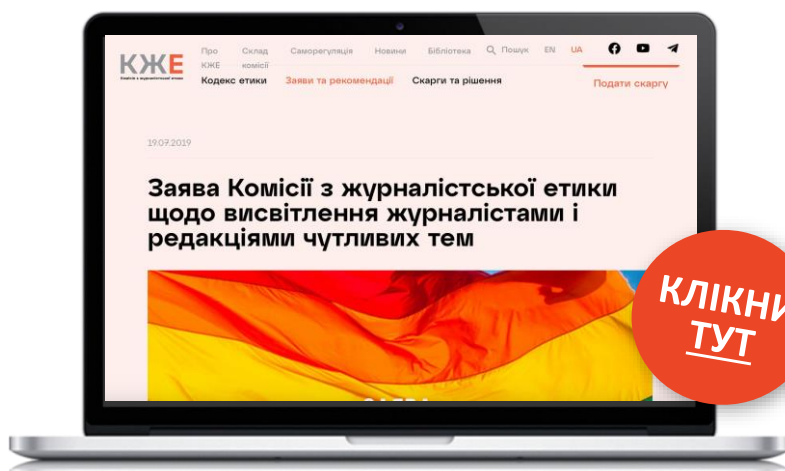 КЖЕ
Комісія з журналістської етики
Про КЖЕ
Склад комісії
Саморегуляція
Новини
Бібліотека
Пошук
EN
UA
Кодекс етики
Заяви та рекомендації
Скарги та рішення
Подати скаргу
19.07.2019
Заява Комісії з журналістської етики
щодо висвітлення журналістами і
редакціями чутливих тем
КЛІКНИ
ТУТ